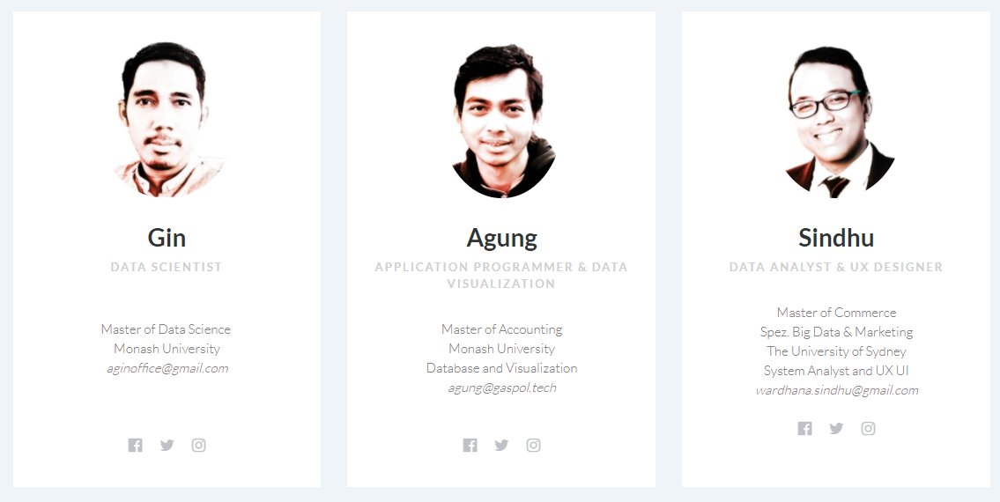 Gin
DATA SCIENTIST
Master of Data Science
Monash University
aginoffice@gmail.com
Agung
APPLICATION PROGRAMMER & DATA
VISUALIZATION
Master of Accounting
Monash University
Database and Visualization
agung@gaspol.tech
Sindhu
DATA ANALYST & UX DESIGNER
Master of Commerce
Spez. Big Data & Marketing
The University of Sydney
System Analyst and UX UI
wardhana.sindhu@gmail.com